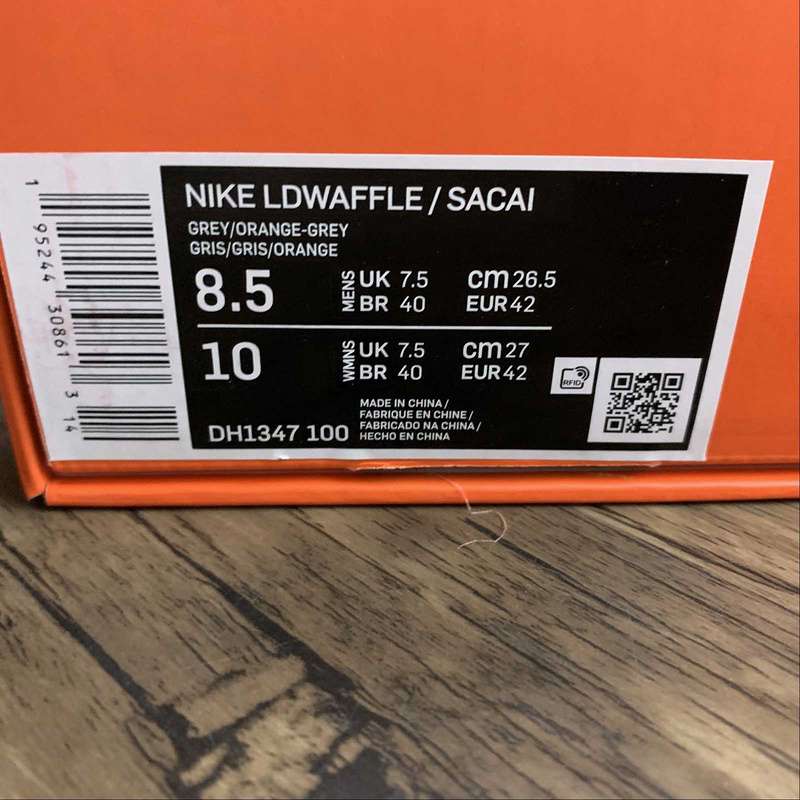 NIKE LDWAFFLE / SACAI
GREY/ORANGE-GREY
GRIS/GRIS/ORANGE
8.5 MENS UK 7.5 cm 26.5
BR 40 EUR 42
10 WMNS UK 7.5 cm 27
BR 40 EUR 42
RFID
MADE IN CHINA /
FABRIQUE EN CHINE /
FABRICADO NA CHINA /
HECHO EN CHINA
DH1347 100
1 95244 30861 3 14